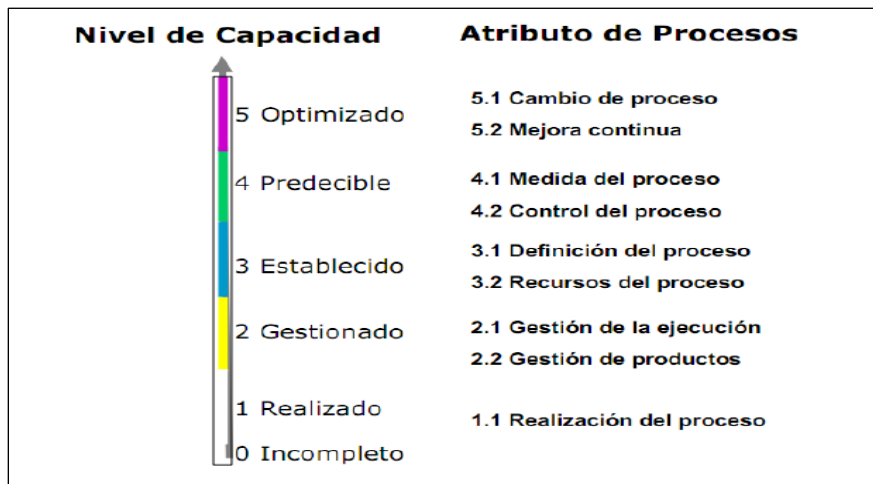 Nivel de Capacidad
Atributo de Procesos
5 Optimizado
5.1 Cambio de proceso
5.2 Mejora continua
4 Predecible
4.1 Medida del proceso
4.2 Control del proceso
3 Establecido
3.1 Definición del proceso
3.2 Recursos del proceso
2 Gestionado
2.1 Gestión de la ejecución
2.2 Gestión de productos
1 Realizado
1.1 Realización del proceso
0 Incompleto